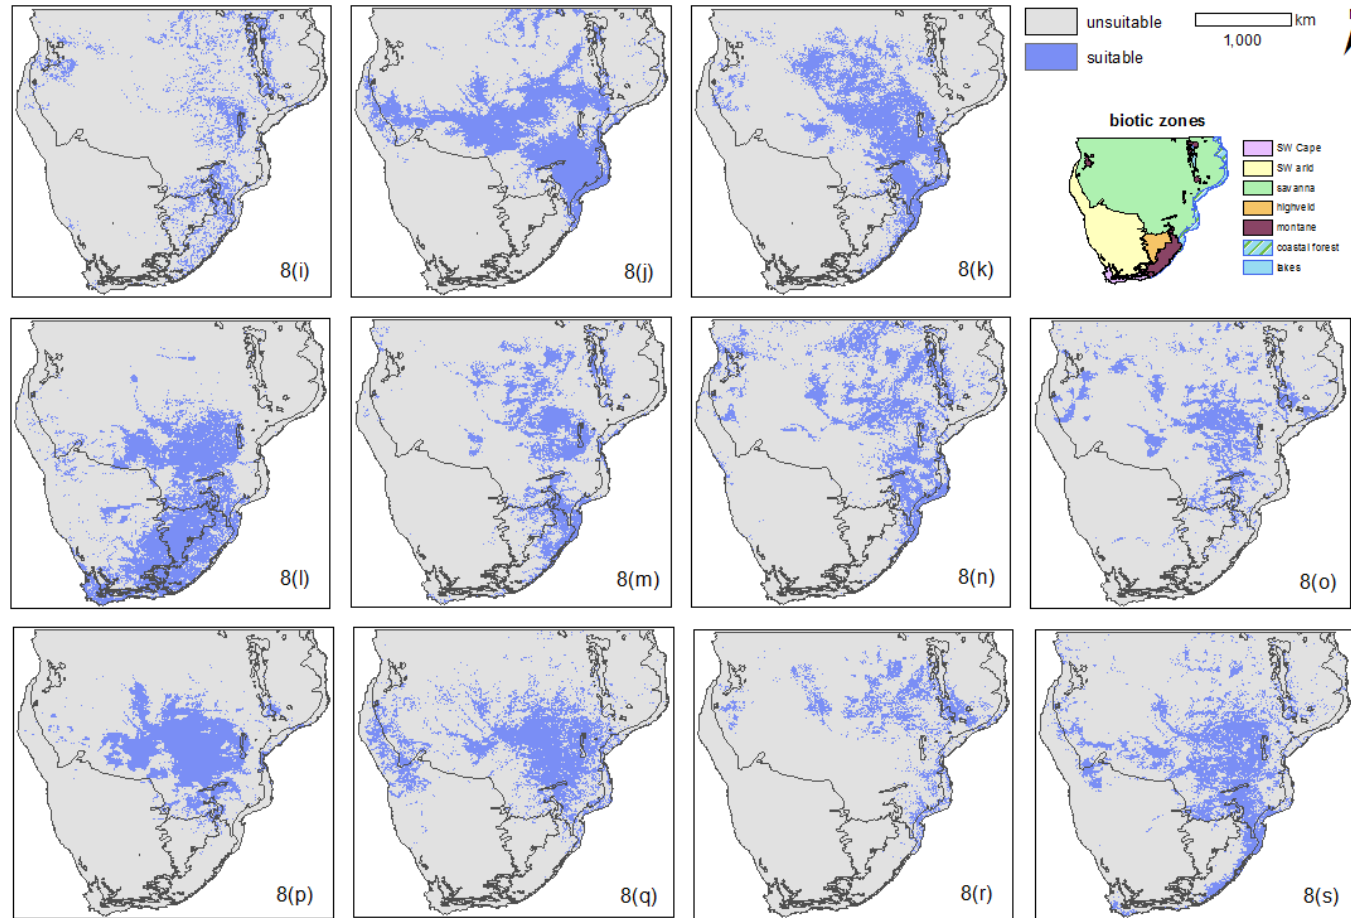 8(i)
8(j)
8(k)
unsuitable
suitable
km
1,000
biotic zones
SW Cape
SW arid
savanna
highveld
montane
coastal forest
lakes
8(l)
8(m)
8(n)
8(o)
8(p)
8(q)
8(r)
8(s)